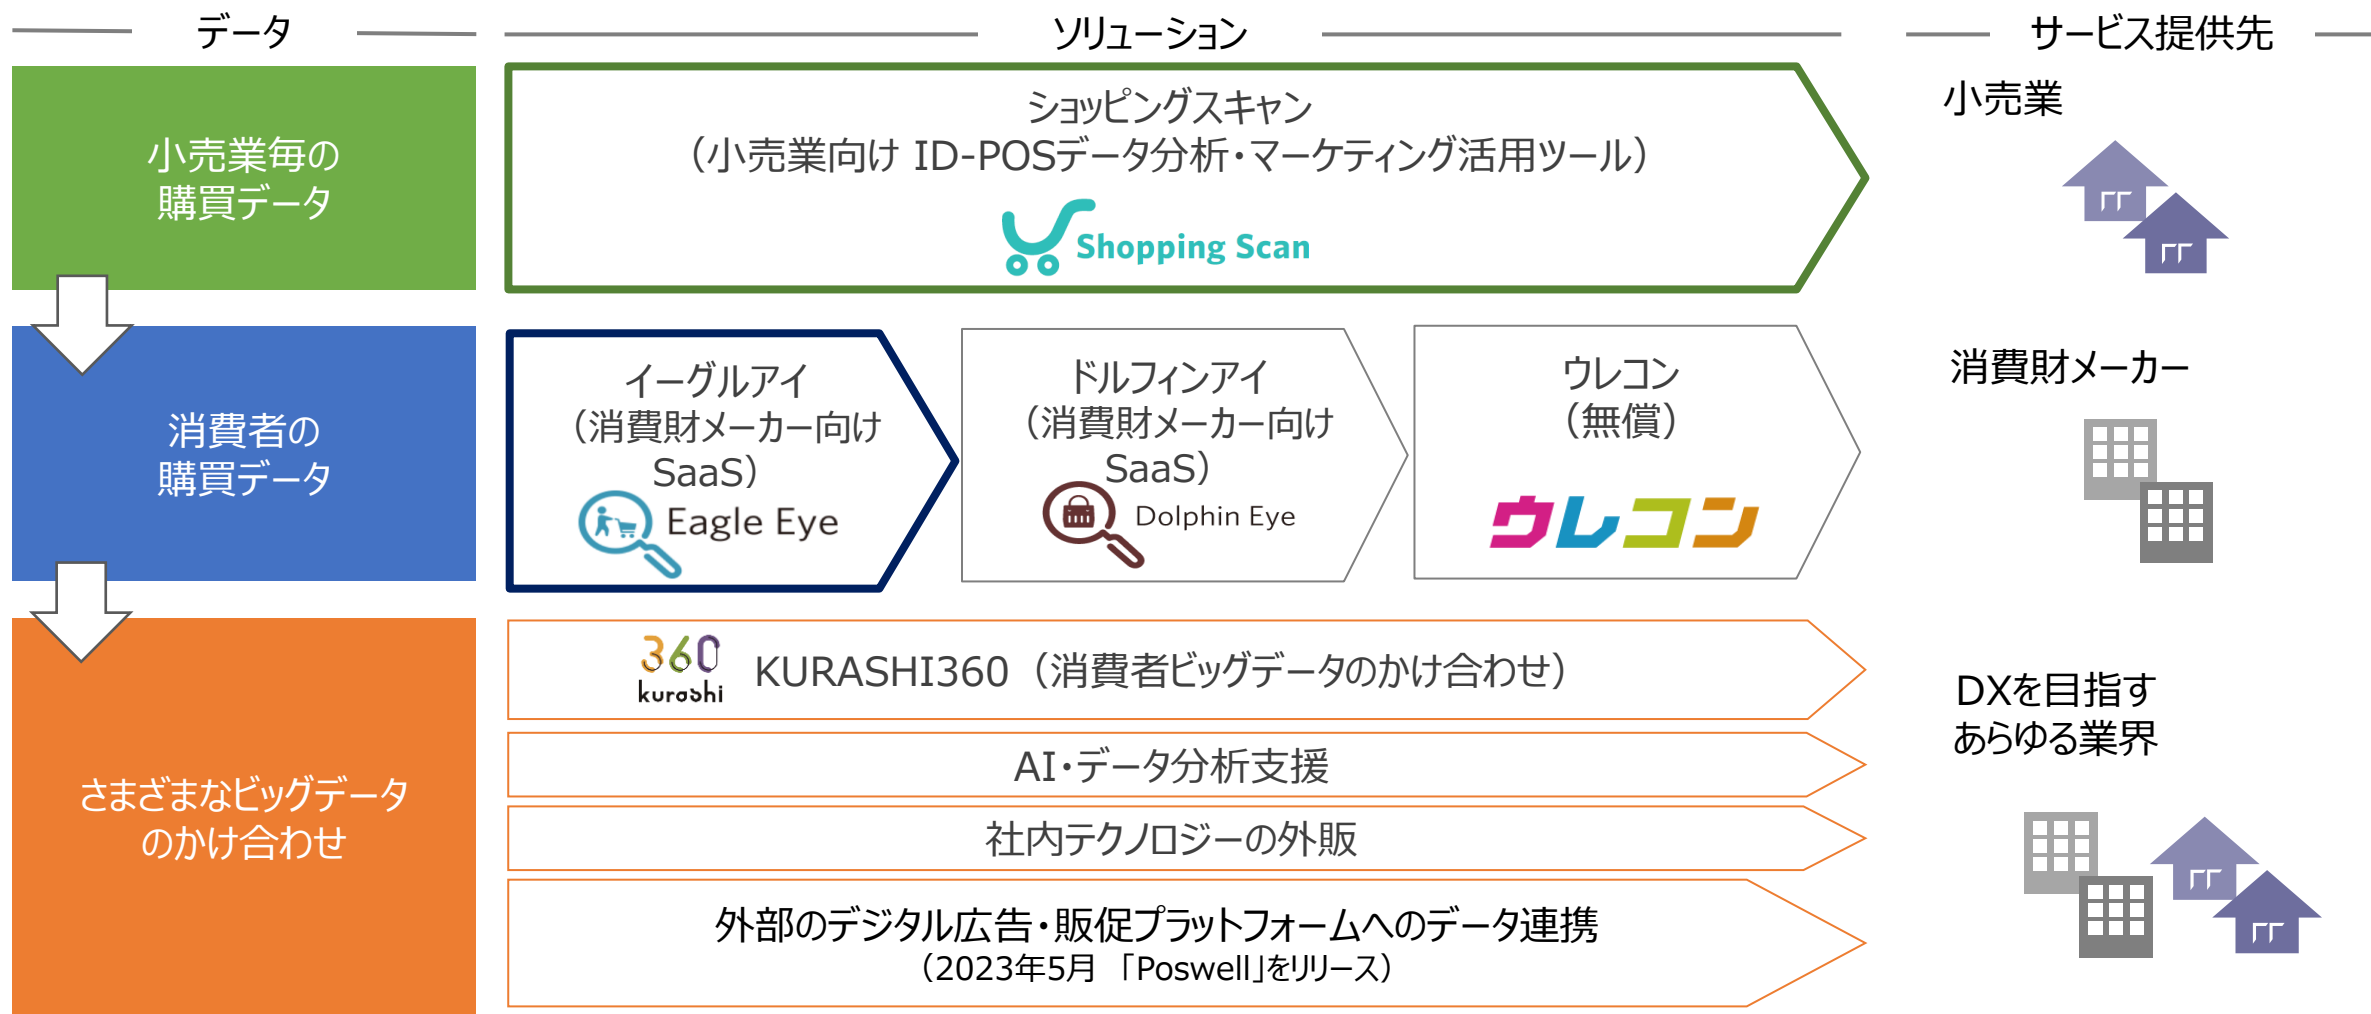 データ
ソリューション
サービス提供先
小売業毎の
購買データ
ショッピングスキャン
（小売業向け ID-POSデータ分析・マーケティング活用ツール）
Shopping Scan
小売業
消費者の
購買データ
イーグルアイ
（消費財メーカー向け
SaaS）
Eagle Eye
ドルフィンアイ
（消費財メーカー向け
SaaS）
Dolphin Eye
ウレコン
（無償）
ウレコン
消費財メーカー
さまざまなビッグデータ
のかけ合わせ
360
kurashi
KURASHI360（消費者ビッグデータのかけ合わせ）
AI・データ分析支援
社内テクノロジーの外販
外部のデジタル広告・販促プラットフォームへのデータ連携
（2023年5月 「Poswell」をリリース）
DXを目指す
あらゆる業界